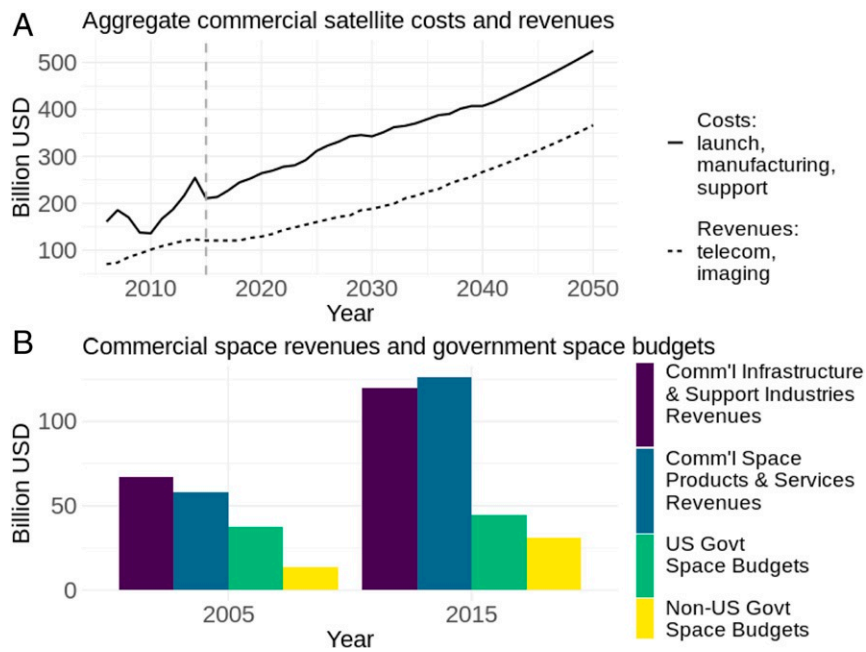 A
Aggregate commercial satellite costs and revenues
500
400
300
200
100
Billion USD
2010 2020 2030 2040 2050
Year
Costs:
launch,
manufacturing,
support
Revenues:
telecom,
imaging
B
Commercial space revenues and government space budgets
100
50
0
Billion USD
2005 2015
Year
Comm'l Infrastructure
& Support Industries
Revenues
Comm'l Space
Products & Services
Revenues
US Govt
Space Budgets
Non-US Govt
Space Budgets